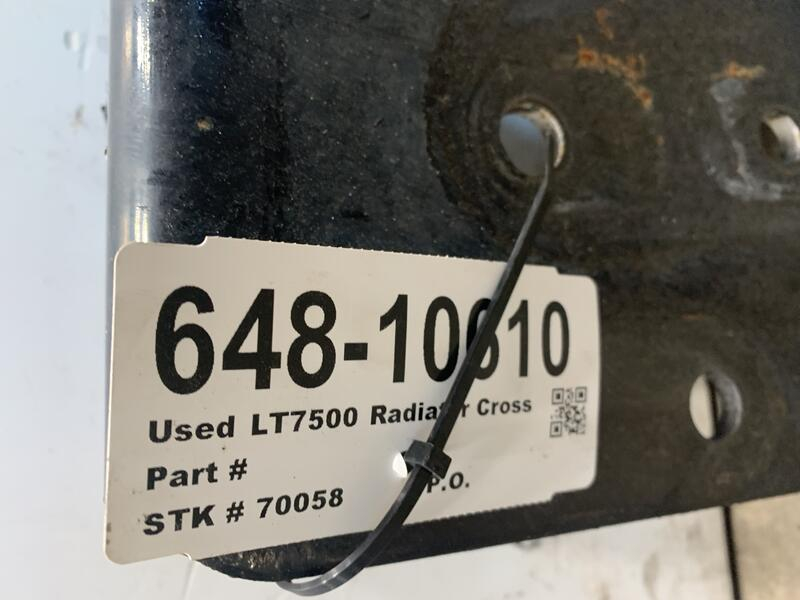 648-10610
Used LT7500 Radiator Cross
Part #
STK # 70058 P.O.